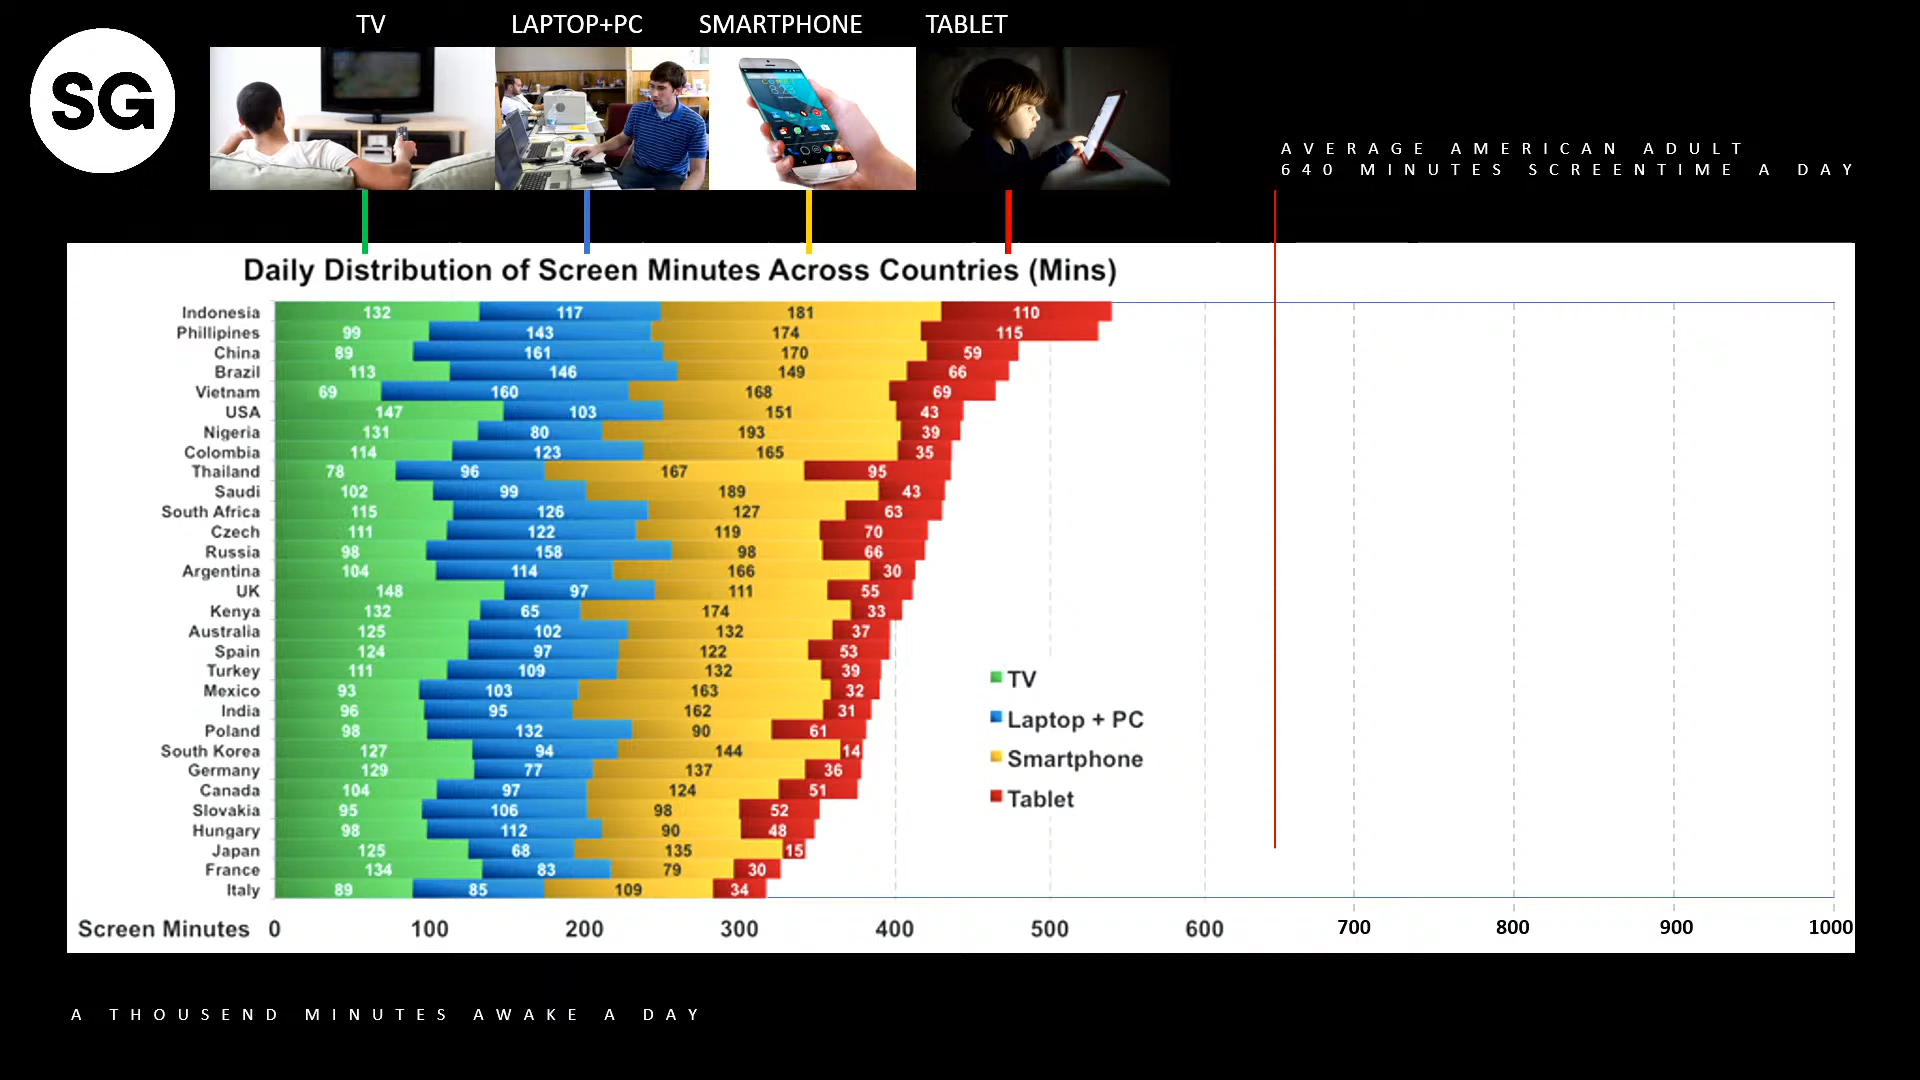 TV LAPTOP+PC SMARTPHONE TABLET
SG
AVERAGE AMERICAN ADULT
640 MINUTES SCREENTIME A DAY
Daily Distribution of Screen Minutes Across Countries (Mins)
Indonesia 132 117 181 110
Phillipines 99 143 174 115
China 89 161 170 59
Brazil 113 146 149 66
Vietnam 69 160 168 69
USA 147 103 151 43
Nigeria 131 80 193 39
Colombia 114 123 165 35
Thailand 78 96 167 95
Saudi 102 99 189 43
South Africa 115 126 127 63
Czech 111 122 119 70
Russia 98 158 98 66
Argentina 104 114 166 30
UK 148 97 111 55
Kenya 132 65 174 33
Australia 125 102 132 37
Spain 124 97 122 53
Turkey 111 109 132 39
Mexico 93 103 163 32
India 96 95 162 31
Poland 98 132 90 61
South Korea 127 94 144 14
Germany 129 77 137 36
Canada 104 97 124 51
Slovakia 95 106 98 52
Hungary 98 112 90 48
Japan 125 68 135 15
France 134 83 79 30
Italy 89 85 109 34
TV
Laptop + PC
Smartphone
Tablet
Screen Minutes 0 100 200 300 400 500 600 700 800 900 1000
A THOUSEND MINUTES AWAKE A DAY